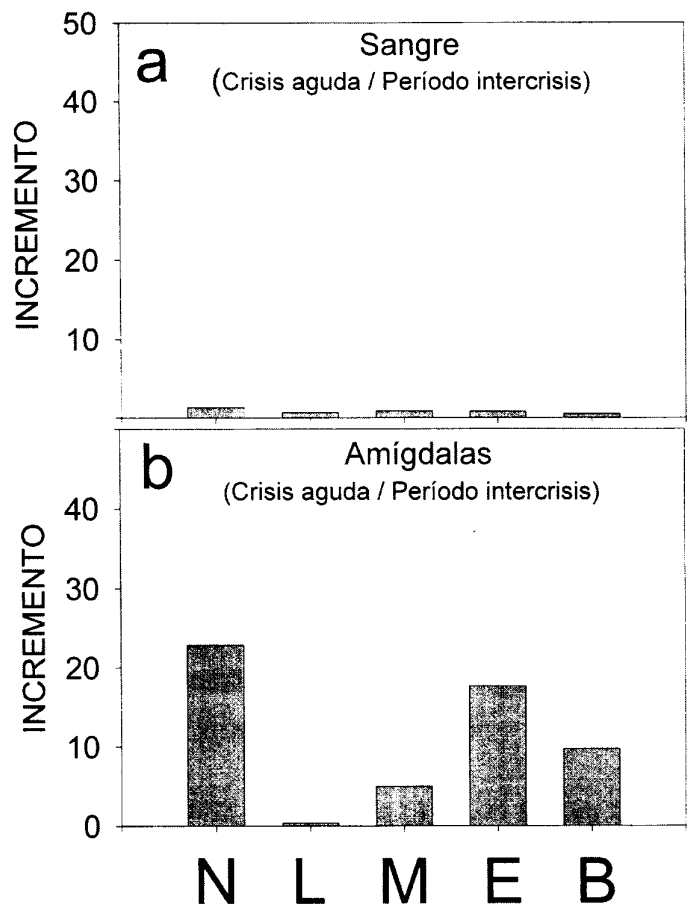 50
a
Sangre
(Crisis aguda / Período intercrisis)
40
30
20
10
INCREMENTO
b
Amígdalas
(Crisis aguda / Período intercrisis)
40
30
20
10
0
INCREMENTO
N L M E B